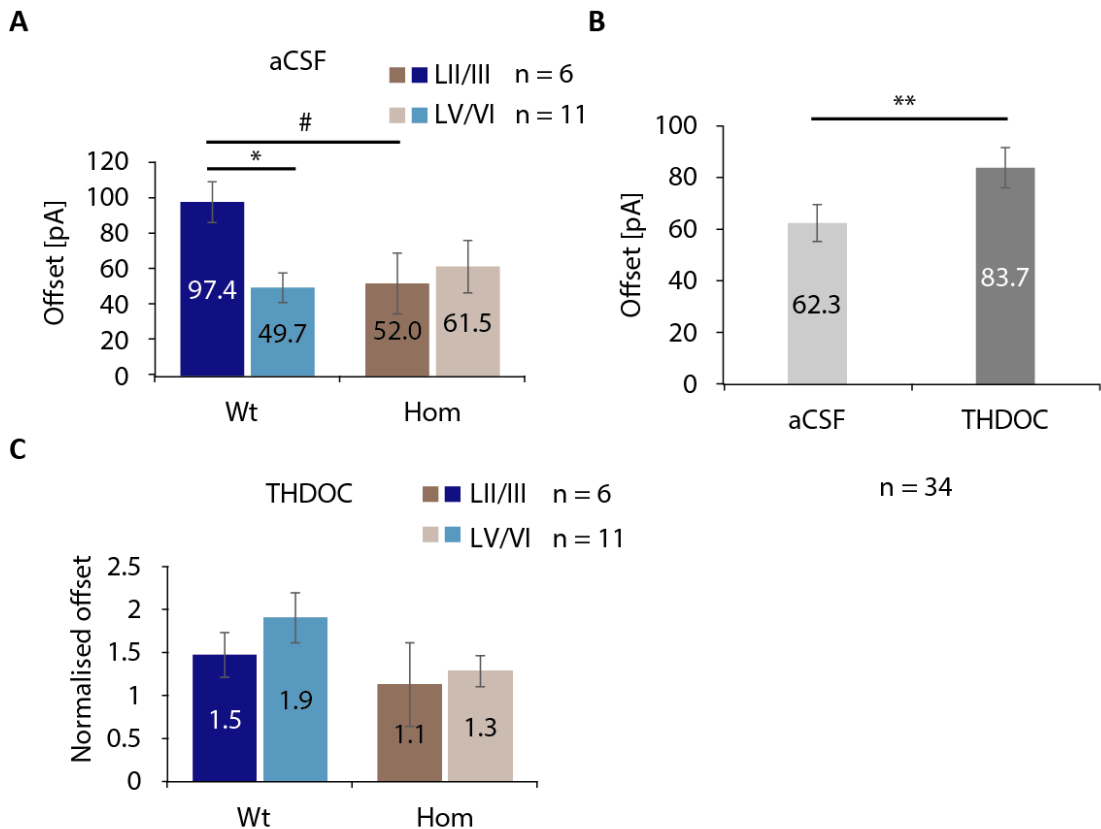 A
aCSF
LII/III n = 6
LV/VI n = 11
#
*
Offset [pA]
120
100
80
60
40
20
0
97.4
49.7
52.0
61.5
Wt
Hom
B
**
Offset [pA]
100
80
60
40
20
0
62.3
83.7
aCSF
THDOC
n = 34
C
THDOC
LII/III n = 6
LV/VI n = 11
Normalised offset
2.5
2
1.5
1
0.5
0
1.5
1.9
1.1
1.3
Wt
Hom